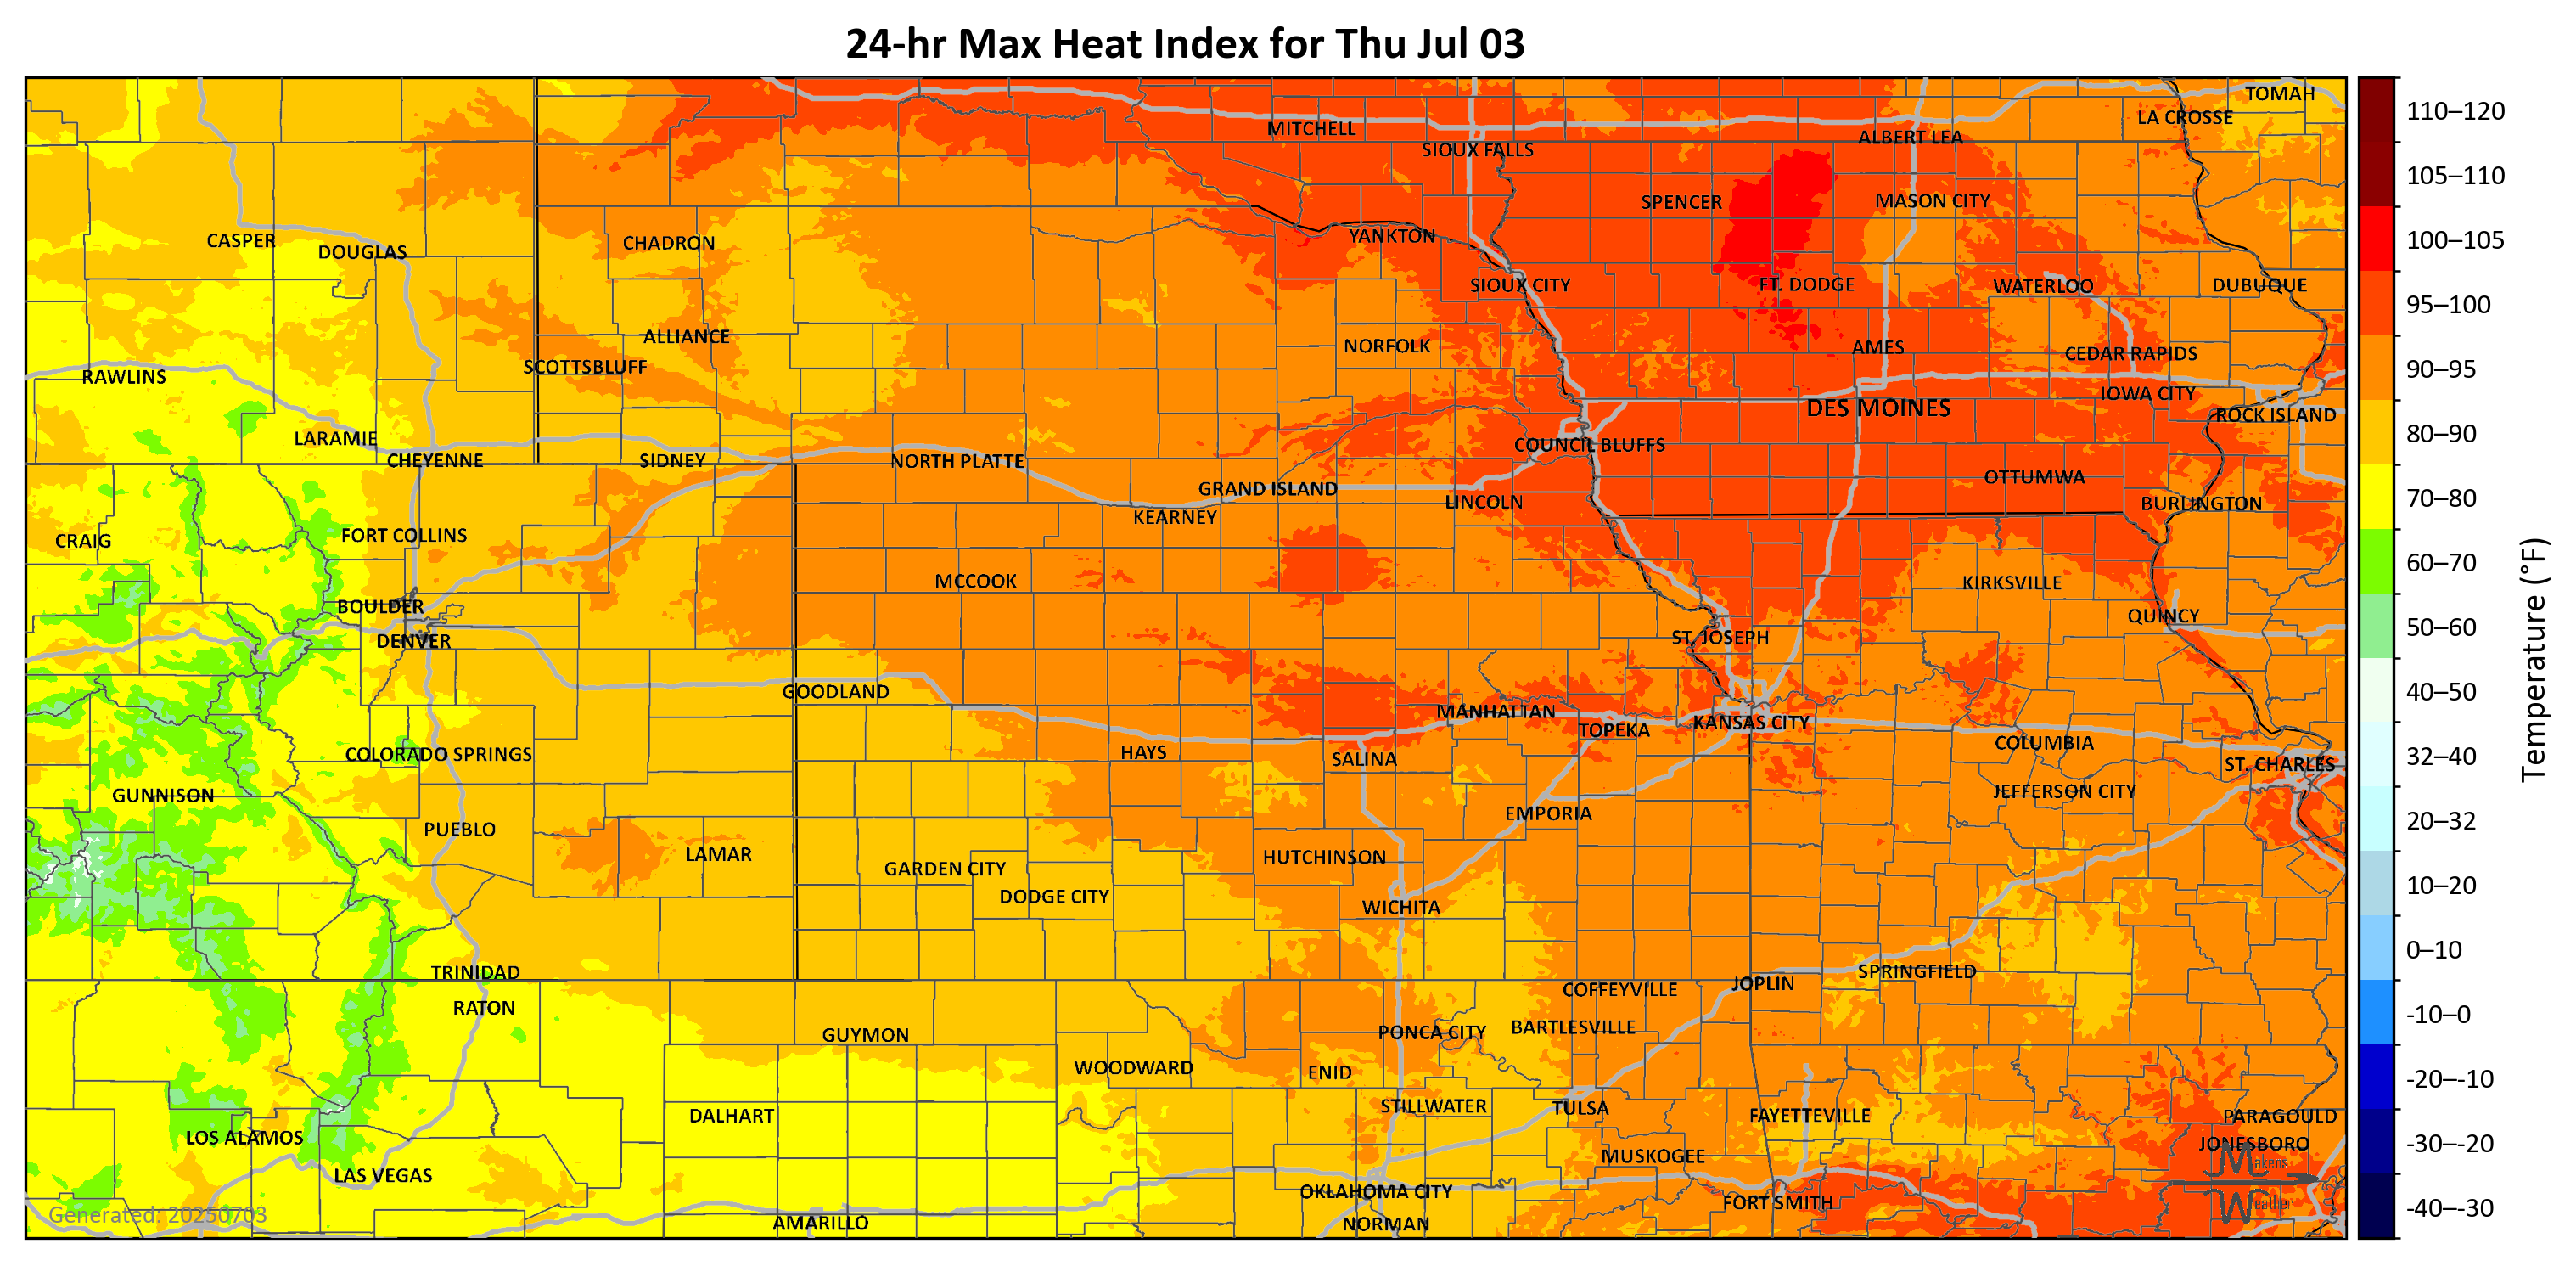 24-hr Max Heat Index for Thu Jul 03
TOMAH
LA CROSSE
MITCHELL
ALBERT LEA
SIOUX FALLS
SPENCER
MASON CITY
YANKTON
CASPER
CHADRON
DOUGLAS
SIOUX CITY
FT. DODGE
WATERLOO
DUBUQUE
ALLIANCE
NORFOLK
AMES
CEDAR RAPIDS
SCOTTSBLUFF
RAWLINS
IOWA CITY
DES MOINES
ROCK ISLAND
LARAMIE
COUNCIL BLUFFS
CHEYENNE
SIDNEY
NORTH PLATTE
OTTUMWA
GRAND ISLAND
LINCOLN
BURLINGTON
KEARNEY
FORT COLLINS
CRAIG
MCCOOK
KIRKSVILLE
BOULDER
QUINCY
DENVER
ST. JOSEPH
GOODLAND
MANHATTAN
TOPEKA
KANSAS CITY
COLUMBIA
COLORADO SPRINGS
HAYS
SALINA
ST. CHARLES
GUNNISON
JEFFERSON CITY
EMPORIA
PUEBLO
LAMAR
HUTCHINSON
GARDEN CITY
DODGE CITY
WICHITA
TRINIDAD
SPRINGFIELD
JOPLIN
COFFEYVILLE
RATON
GUYMON
PONCA CITY
BARTLESVILLE
WOODWARD
ENID
DALHART
STILLWATER
TULSA
FAYETTEVILLE
PARAGOULD
LOS ALAMOS
JONESBORO
MUSKOGEE
LAS VEGAS
OKLAHOMA CITY
FORT SMITH
AMARILLO
NORMAN
Generated: 20250703
Makens
Weather
110–120
105–110
100–105
95–100
90–95
80–90
70–80
60–70
50–60
40–50
32–40
20–32
10–20
0–10
-10–0
-20–-10
-30–-20
-40–-30
Temperature (°F)